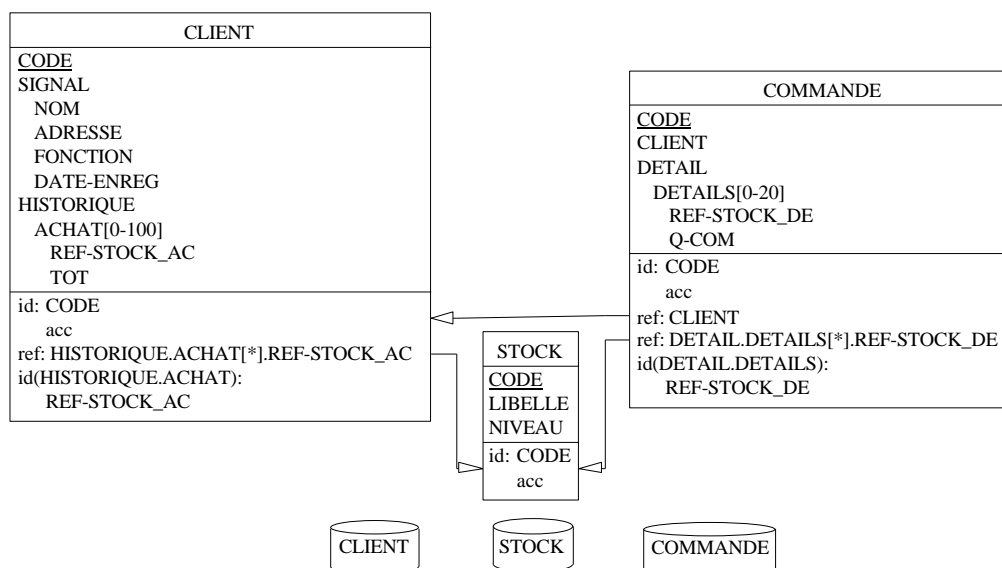 CLIENT
CODE
SIGNAL
NOM
ADRESSE
FONCTION
DATE-ENREG
HISTORIQUE
ACHAT[0-100]
REF-STOCK_AC
TOT
id: CODE
acc
ref: HISTORIQUE.ACHAT[*].REF-STOCK_AC
id(HISTORIQUE.ACHAT):
REF-STOCK_AC
STOCK
CODE
LIBELLE
NIVEAU
id: CODE
acc
COMMANDE
CODE
CLIENT
DETAIL
DETAILS[0-20]
REF-STOCK_DE
Q-COM
id: CODE
acc
ref: CLIENT
ref: DETAIL.DETAILS[*].REF-STOCK_DE
id(DETAIL.DETAILS):
REF-STOCK_DE
CLIENT
STOCK
COMMANDE